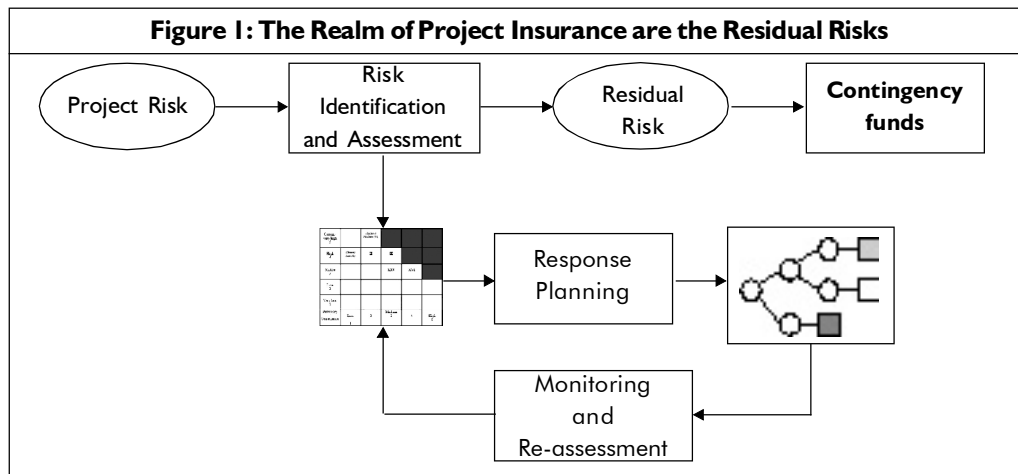 Figure 1: The Realm of Project Insurance are the Residual Risks
Project Risk
Risk
Identification
and Assessment
Residual
Risk
Contingency
funds
Response
Planning
Monitoring
and
Re-assessment